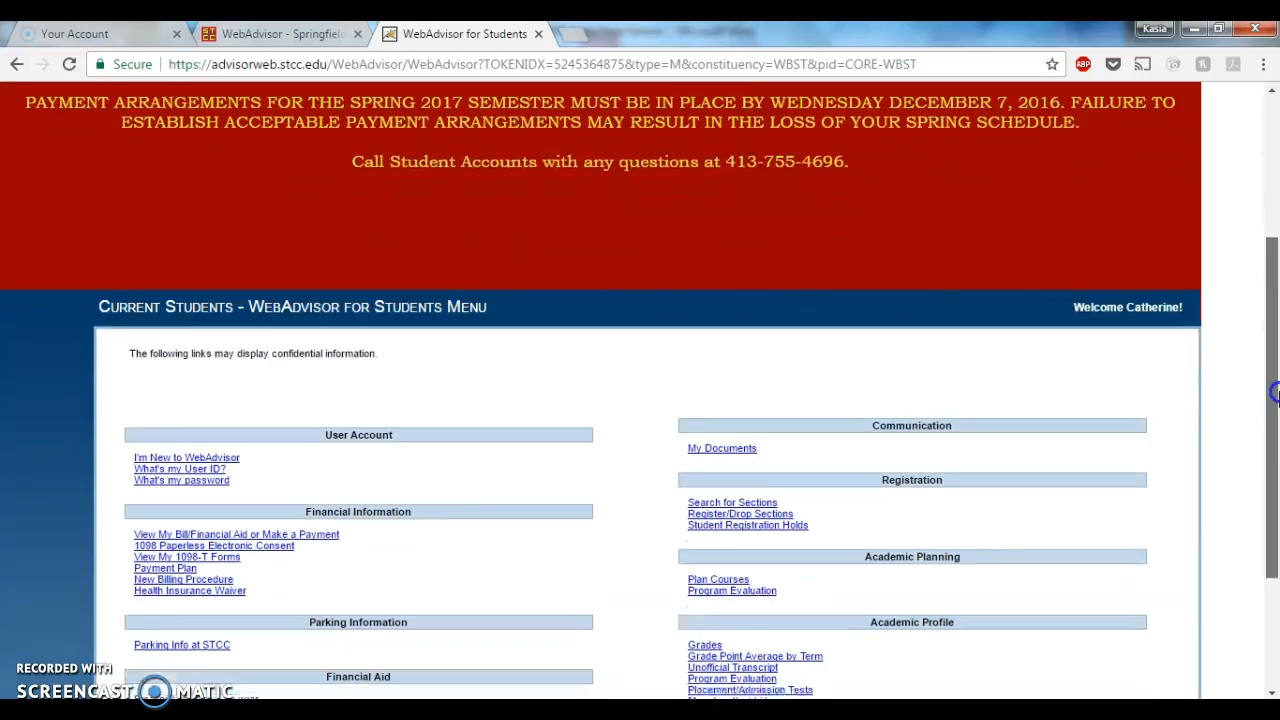 Your Account
WebAdvisor - Springfield
WebAdvisor for Students
Kasia
Secure
https://advisorweb.stcc.edu/WebAdvisor/WebAdvisor?TOKENIDX=5245364875&type=M&constituency=WBST&pid=CORE-WBST
ABP
PAYMENT ARRANGEMENTS FOR THE SPRING 2017 SEMESTER MUST BE IN PLACE BY WEDNESDAY DECEMBER 7, 2016. FAILURE TO
ESTABLISH ACCEPTABLE PAYMENT ARRANGEMENTS MAY RESULT IN THE LOSS OF YOUR SPRING SCHEDULE.
Call Student Accounts with any questions at 413-755-4696.
CURRENT STUDENTS - WEBADVISOR FOR STUDENTS MENU
Welcome Catherine!
The following links may display confidential information.
User Account
I'm New to WebAdvisor
What's my User ID?
What's my password
Financial Information
View My Bill/Financial Aid or Make a Payment
1098 Paperless Electronic Consent
View My 1098-T Forms
Payment Plan
New Billing Procedure
Health Insurance Waiver
Parking Information
Parking Info at STCC
Financial Aid
Communication
My Documents
Registration
Search for Sections
Register/Drop Sections
Student Registration Holds
Academic Planning
Plan Courses
Program Evaluation
Academic Profile
Grades
Grade Point Average by Term
Unofficial Transcript
Program Evaluation
Placement/Admission Tests
RECORDED WITH
SCREENCAST MATIC